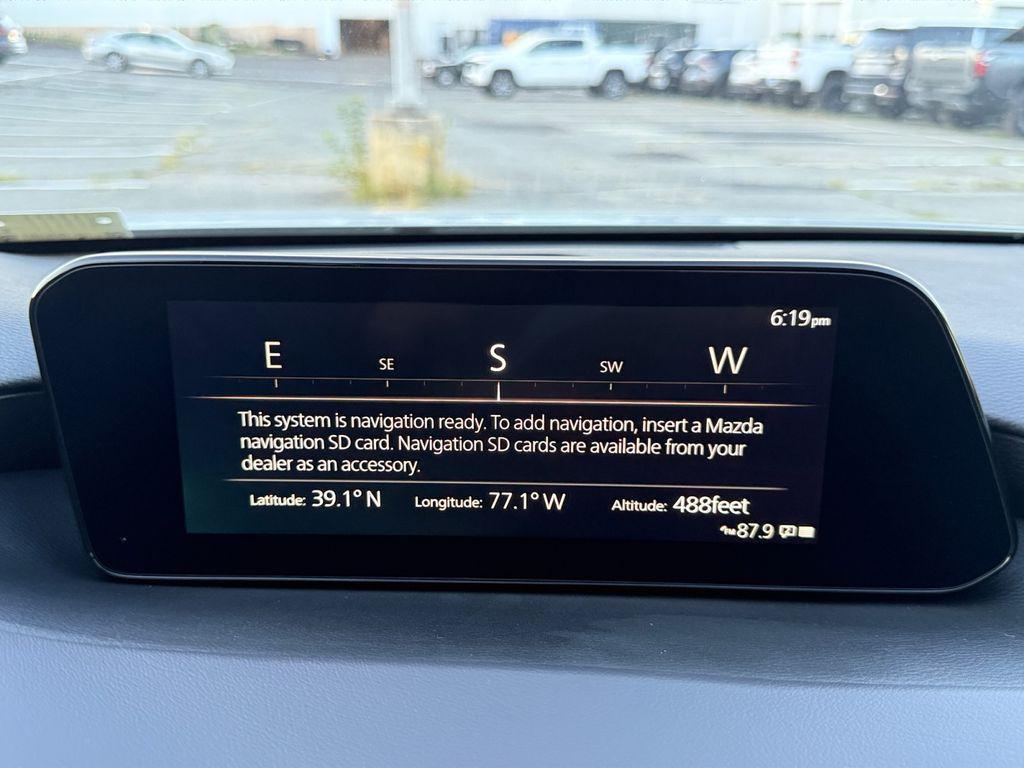 6:19pm
E SE S SW W
This system is navigation ready. To add navigation, insert a Mazda
navigation SD card. Navigation SD cards are available from your
dealer as an accessory.
Latitude: 39.1° N Longitude: 77.1° W Altitude: 488feet
FM 87.9